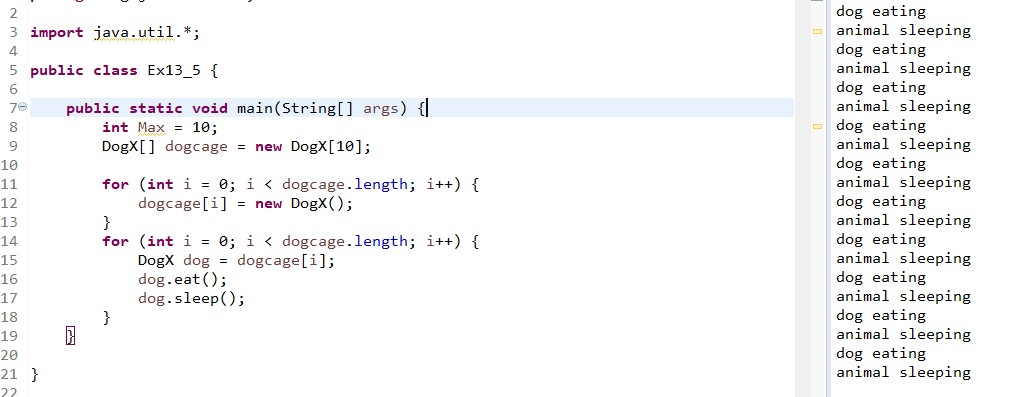 2
3 import java.util.*;
4
5 public class Ex13_5 {
6
7 public static void main(String[] args) {
8 int Max = 10;
9 DogX[] dogcage = new DogX[10];
10
11 for (int i = 0; i < dogcage.length; i++) {
12 dogcage[i] = new DogX();
13 }
14 for (int i = 0; i < dogcage.length; i++) {
15 DogX dog = dogcage[i];
16 dog.eat();
17 dog.sleep();
18 }
19 }
20
21 }
22
dog eating
animal sleeping
dog eating
animal sleeping
dog eating
animal sleeping
dog eating
animal sleeping
dog eating
animal sleeping
dog eating
animal sleeping
dog eating
animal sleeping
dog eating
animal sleeping
dog eating
animal sleeping
dog eating
animal sleeping